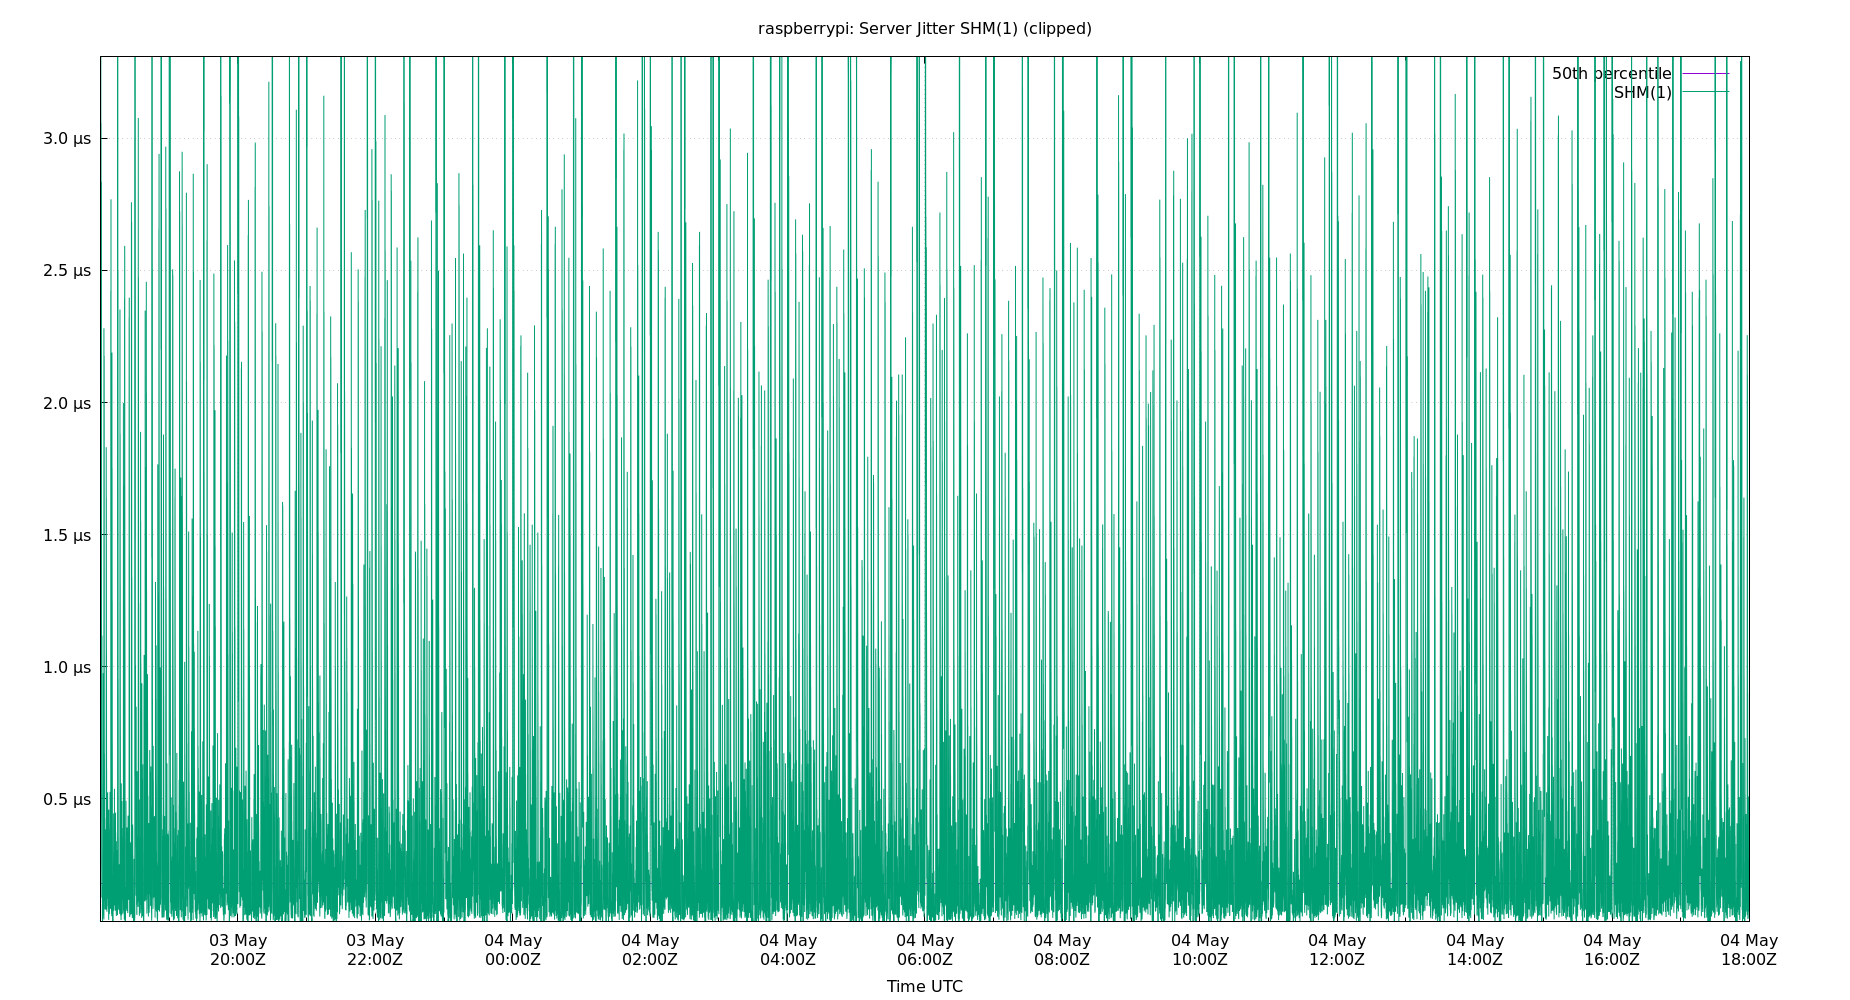 raspberrypi: Server Jitter SHM(1) (clipped)
50th percentile
SHM(1)
3.0 µs
2.5 µs
2.0 µs
1.5 µs
1.0 µs
0.5 µs
03 May 03 May 04 May 04 May 04 May 04 May 04 May 04 May 04 May 04 May 04 May 04 May
20:00Z 22:00Z 00:00Z 02:00Z 04:00Z 06:00Z 08:00Z 10:00Z 12:00Z 14:00Z 16:00Z 18:00Z
Time UTC